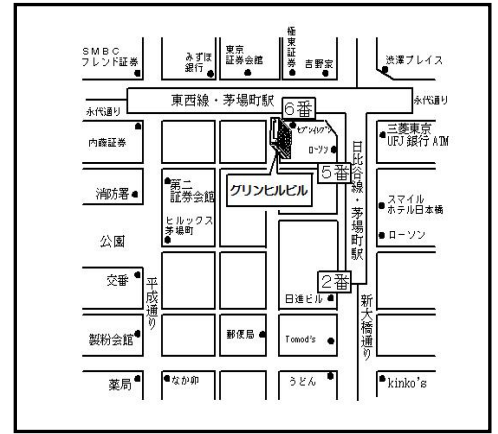 SMBC
フレンド証券
みずほ
銀行
東京
証券会館
極東証券
吉野家
渋澤プレイス
永代通り
東西線・茅場町駅
6番
永代通り
内藤証券
セブンイレブン
ローソン
三菱東京
UFJ銀行ATM
5番
日比谷線・茅場町駅
消防署
第二
証券会館
グリンヒルビル
スマイル
ホテル日本橋
ヒルックス
茅場町
ローソン
公園
2番
交番
平成通り
日進ビル
新大橋通り
製粉会館
郵便局
Tomod's
薬局
なか卯
うどん
kinko's